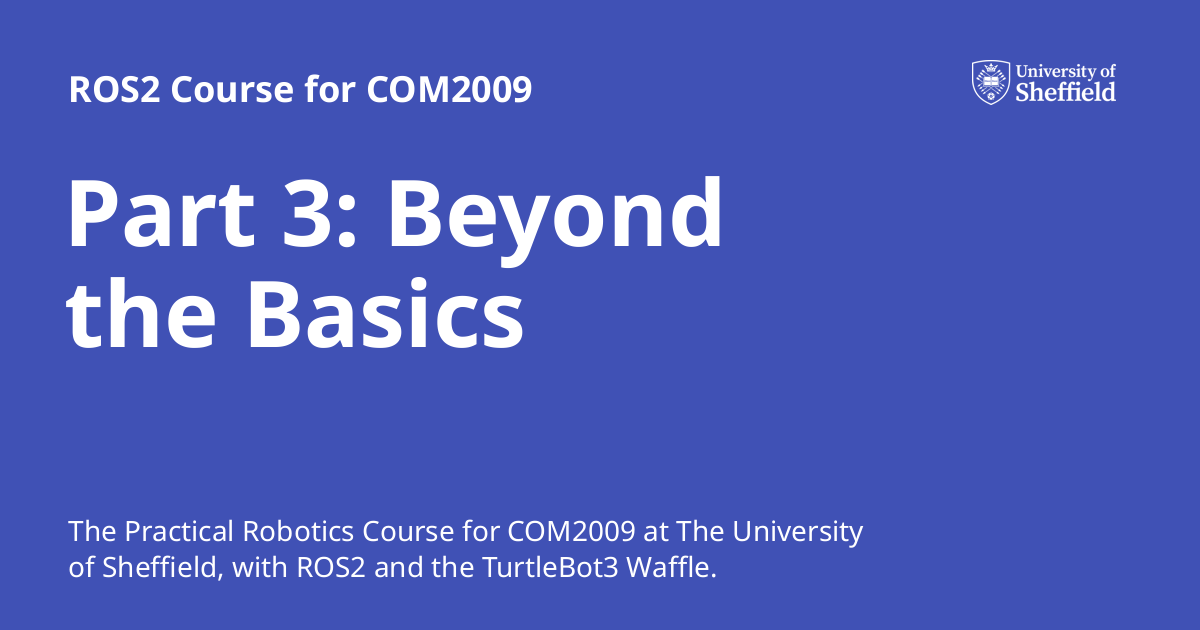 ROS2 Course for COM2009
University of
Sheffield
Part 3: Beyond
the Basics
The Practical Robotics Course for COM2009 at The University
of Sheffield, with ROS2 and the TurtleBot3 Waffle.